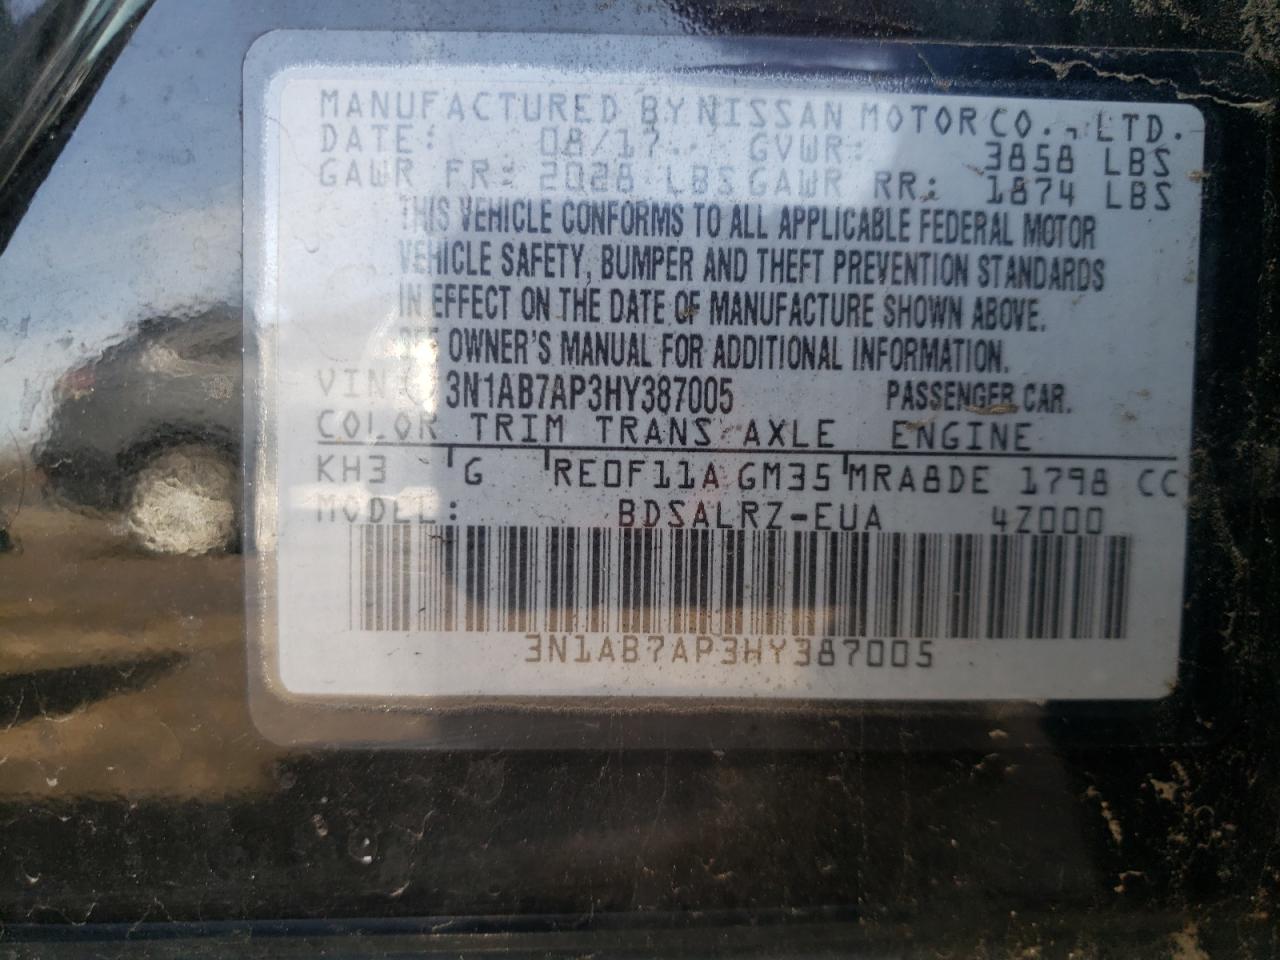 MANUFACTURED BY NISSAN MOTOR CO., LTD.
DATE: 08/17 GVWR: 3858 LBS
GAWR FR: 2028 LBS GAWR RR: 1874 LBS
THIS VEHICLE CONFORMS TO ALL APPLICABLE FEDERAL MOTOR
VEHICLE SAFETY, BUMPER AND THEFT PREVENTION STANDARDS
IN EFFECT ON THE DATE OF MANUFACTURE SHOWN ABOVE.
SEE OWNER'S MANUAL FOR ADDITIONAL INFORMATION.
VIN: 3N1AB7AP3HY387005 PASSENGER CAR.
COLOR TRIM TRANS AXLE ENGINE
KH3 G RE0F11A GM35 MRA8DE 1798 CC
MODEL: BDSALRZ-EUA 4Z000
3N1AB7AP3HY387005